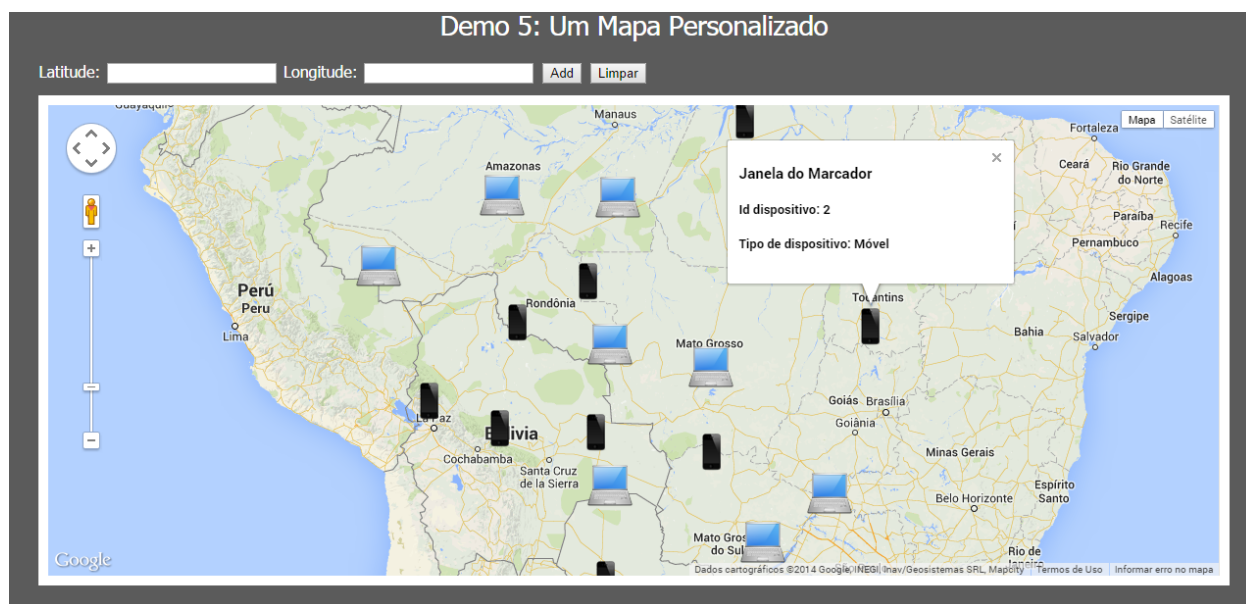 Demo 5: Um Mapa Personalizado
Latitude:
Longitude:
Add
Limpar
Guayaquil
Manaus
Fortaleza
Mapa
Satélite
Amazonas
Ceará
Rio Grande
do Norte
Janela do Marcador
Id dispositivo: 2
Tipo de dispositivo: Móvel
Paraíba
Recife
Pernambuco
Alagoas
Perú
Peru
Lima
Rondônia
Tocantins
Sergipe
Bahia
Salvador
Mato Grosso
Goiás
Brasília
Goiânia
La Paz
Bolivia
Cochabamba
Santa Cruz
de la Sierra
Minas Gerais
Espírito
Santo
Belo Horizonte
Mato Grosso
do Sul
Rio de
Janeiro
Google
Dados cartográficos ©2014 Google, INEGI, Inav/Geosistemas SRL, Mapcity
Termos de Uso
Informar erro no mapa